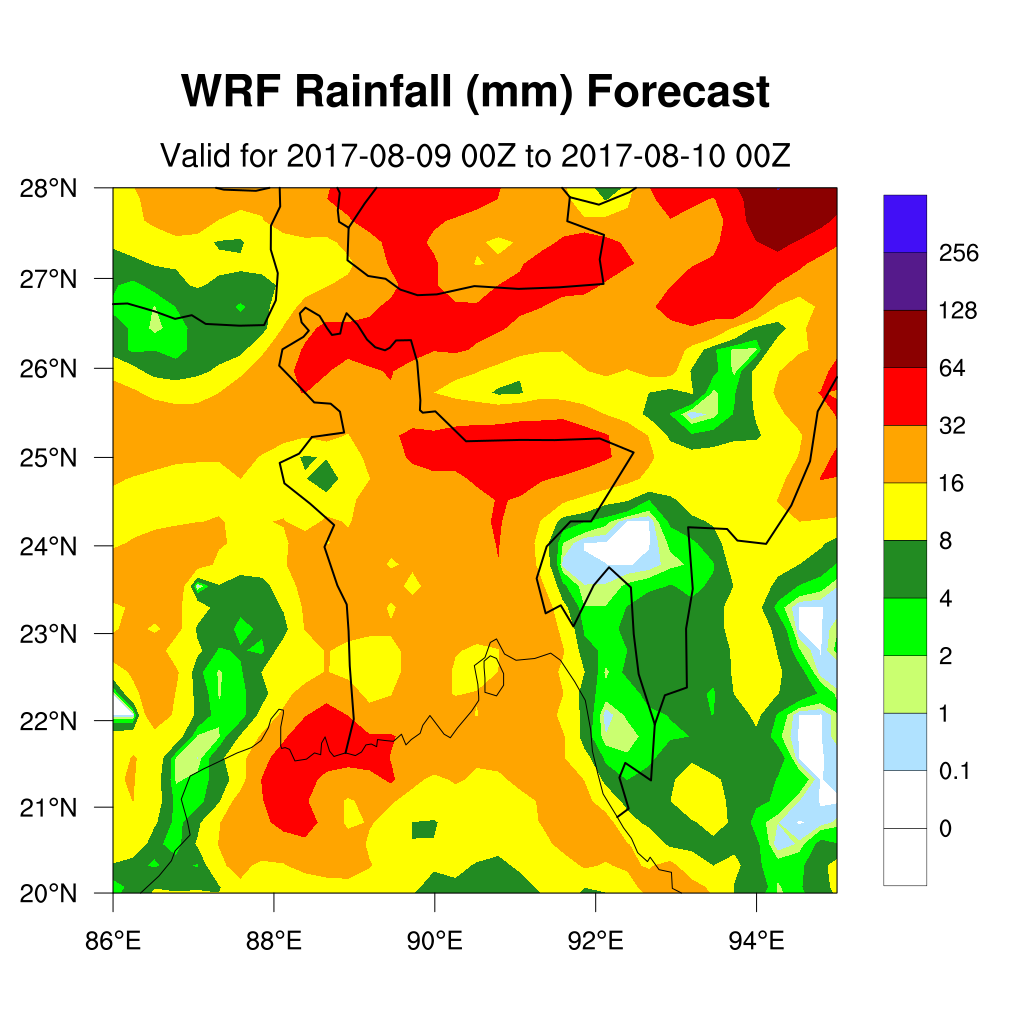 WRF Rainfall (mm) Forecast
Valid for 2017-08-09 00Z to 2017-08-10 00Z
28°N
27°N
26°N
25°N
24°N
23°N
22°N
21°N
20°N
86°E 88°E 90°E 92°E 94°E
256
128
64
32
16
8
4
2
1
0.1
0